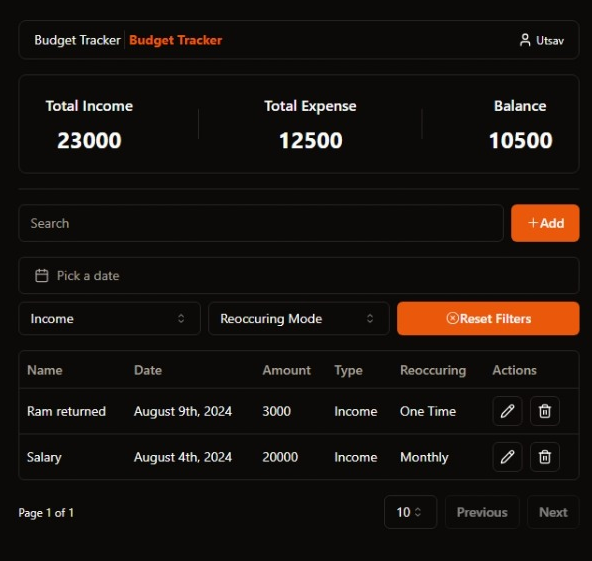 Budget Tracker Budget Tracker Utsav
Total Income Total Expense Balance
23000 12500 10500
Search +Add
Pick a date
Income Reoccuring Mode Reset Filters
Name Date Amount Type Reoccuring Actions
Ram returned August 9th, 2024 3000 Income One Time
Salary August 4th, 2024 20000 Income Monthly
Page 1 of 1 10 Previous Next